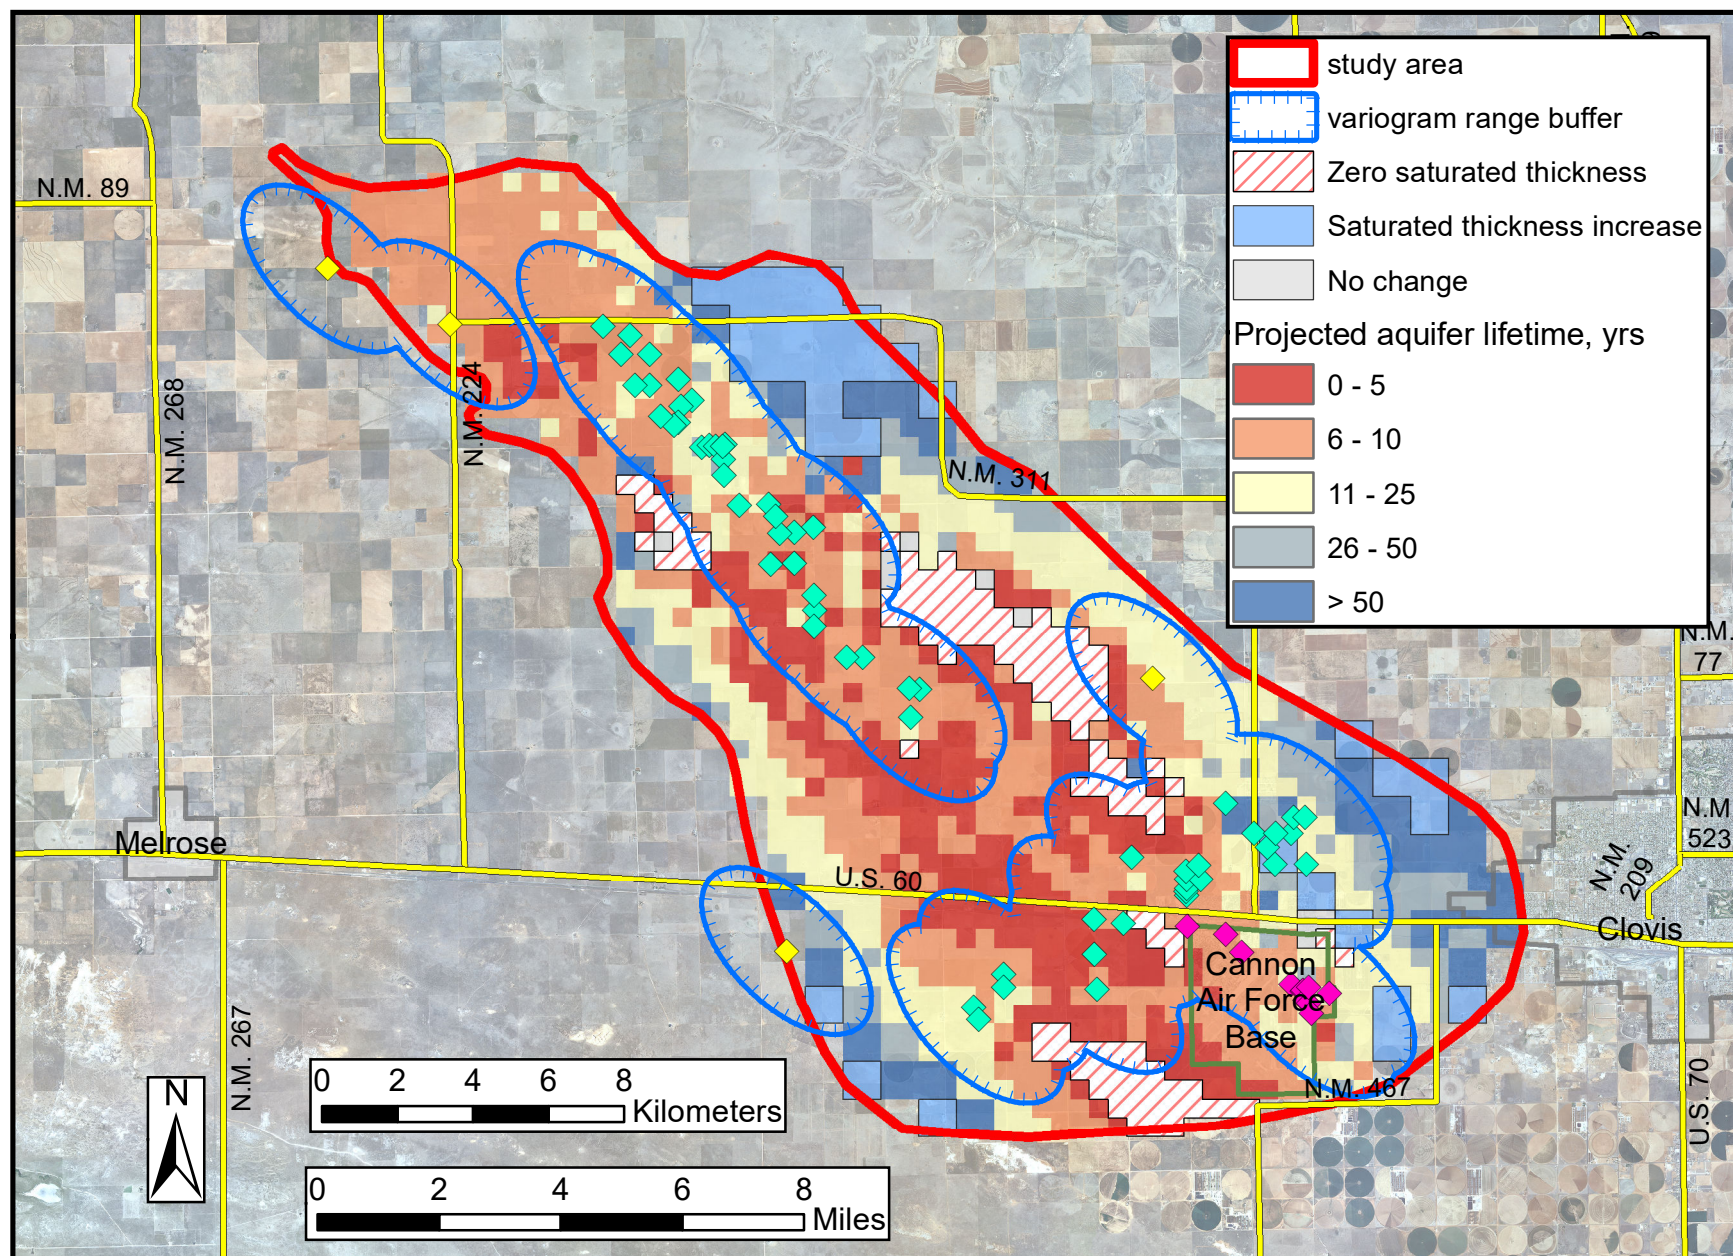 study area
variogram range buffer
Zero saturated thickness
Saturated thickness increase
No change
Projected aquifer lifetime, yrs
0 - 5
6 - 10
11 - 25
26 - 50
> 50
N.M. 89
N.M. 268
N.M. 224
N.M. 311
N.M.
77
N.M.
523
N.M.
209
Melrose
U.S. 60
Clovis
Cannon
Air Force
Base
N.M. 467
N.M. 267
U.S. 70
N
0 2 4 6 8
Kilometers
0 2 4 6 8
Miles